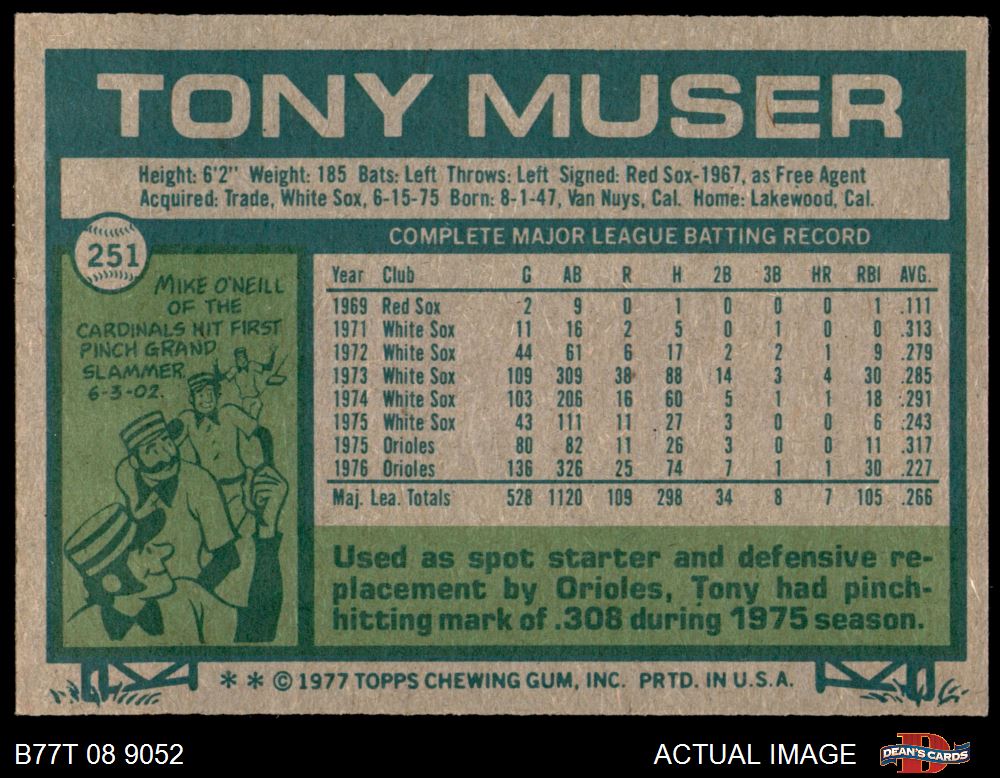 TONY MUSER
Height: 6'2" Weight: 185 Bats: Left Throws: Left Signed: Red Sox-1967, as Free Agent
Acquired: Trade, White Sox, 6-15-75 Born: 8-1-47, Van Nuys, Cal. Home: Lakewood, Cal.
251
MIKE O'NEILL
OF THE
CARDINALS HIT FIRST
PINCH GRAND
SLAMMER.
6-3-02.
COMPLETE MAJOR LEAGUE BATTING RECORD
Year Club G AB R H 2B 3B HR RBI AVG.
1969 Red Sox 2 9 0 1 0 0 0 1 .111
1971 White Sox 11 16 2 5 0 1 0 0 .313
1972 White Sox 44 61 6 17 2 2 1 9 .279
1973 White Sox 109 309 38 88 14 3 4 30 .285
1974 White Sox 103 206 16 60 5 1 1 18 .291
1975 White Sox 43 111 11 27 3 0 0 6 .243
1975 Orioles 80 82 11 26 3 0 0 11 .317
1976 Orioles 136 326 25 74 7 1 1 30 .227
Maj. Lea. Totals 528 1120 109 298 34 8 7 105 .266
Used as spot starter and defensive re-
placement by Orioles, Tony had pinch-
hitting mark of .308 during 1975 season.
* * © 1977 TOPPS CHEWING GUM, INC. PRTD. IN U.S.A.
B77T 08 9052
ACTUAL IMAGE
DEAN'S CARDS